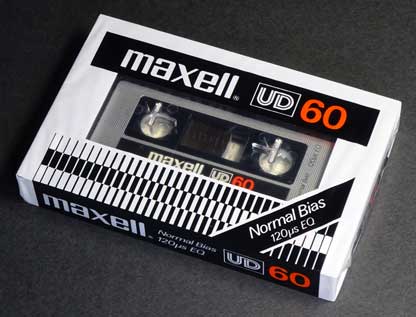 maxell® UD 60
maxell UD 60
Normal Bias
120µs EQ
maxell® Normal Bias
120µs EQ UD 60